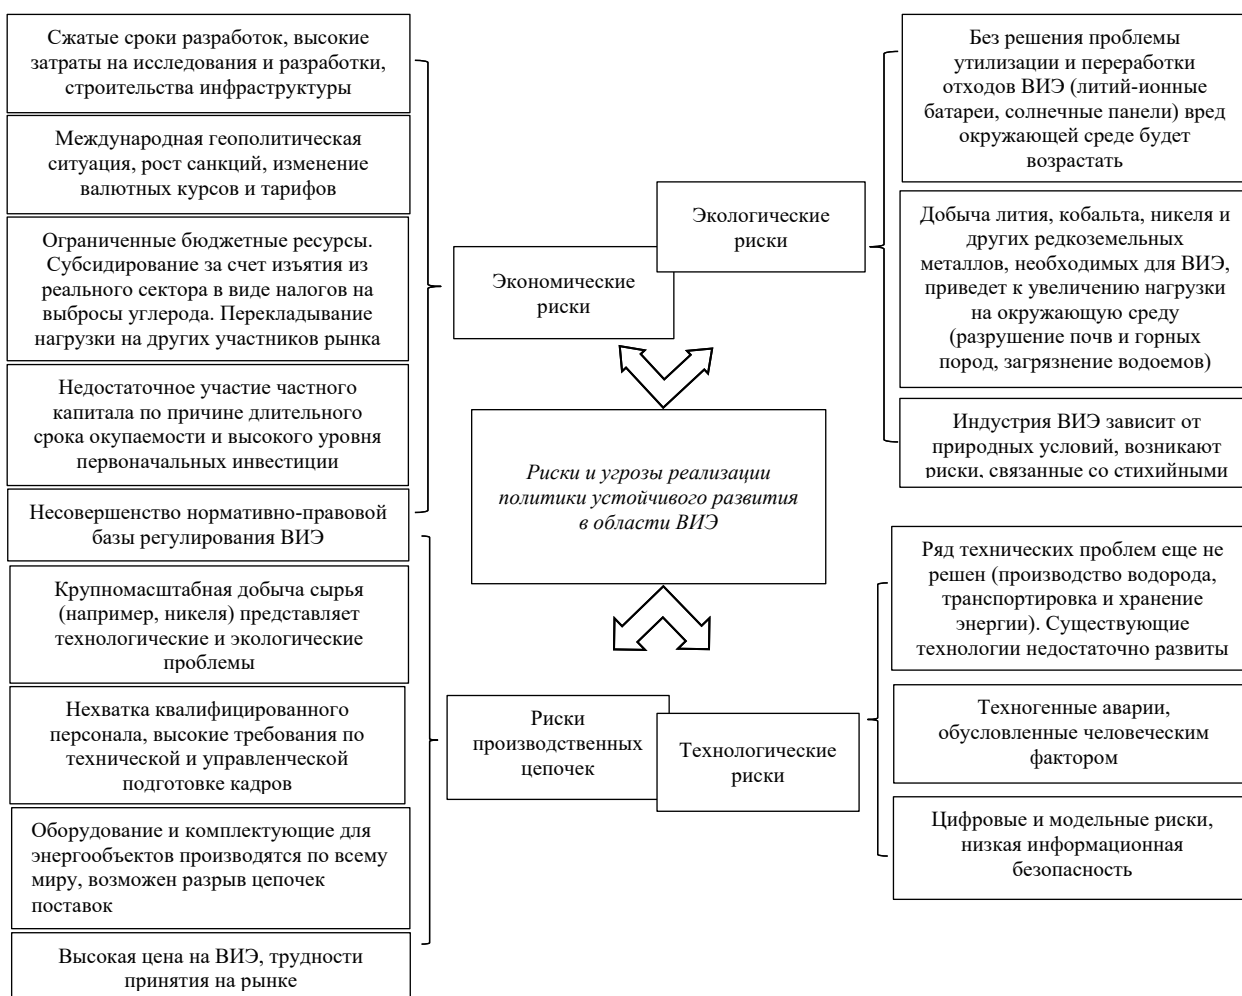 Сжатые сроки разработок, высокие
затраты на исследования и разработки,
строительства инфраструктуры
Международная геополитическая
ситуация, рост санкций, изменение
валютных курсов и тарифов
Ограниченные бюджетные ресурсы.
Субсидирование за счет изъятия из
реального сектора в виде налогов на
выбросы углерода. Перекладывание
нагрузки на других участников рынка
Недостаточное участие частного
капитала по причине длительного
срока окупаемости и высокого уровня
первоначальных инвестиции
Несовершенство нормативно-правовой
базы регулирования ВИЭ
Крупномасштабная добыча сырья
(например, никеля) представляет
технологические и экологические
проблемы
Нехватка квалифицированного
персонала, высокие требования по
технической и управленческой
подготовке кадров
Оборудование и комплектующие для
энергообъектов производятся по всему
миру, возможен разрыв цепочек
поставок
Высокая цена на ВИЭ, трудности
принятия на рынке
Экономические
риски
Экологические
риски
Риски и угрозы реализации
политики устойчивого развития
в области ВИЭ
Риски
производственных
цепочек
Технологические
риски
Без решения проблемы
утилизации и переработки
отходов ВИЭ (литий-ионные
батареи, солнечные панели) вред
окружающей среде будет
возрастать
Добыча лития, кобальта, никеля и
других редкоземельных
металлов, необходимых для ВИЭ,
приведет к увеличению нагрузки
на окружающую среду
(разрушение почв и горных
пород, загрязнение водоемов)
Индустрия ВИЭ зависит от
природных условий, возникают
риски, связанные со стихийными
Ряд технических проблем еще не
решен (производство водорода,
транспортировка и хранение
энергии). Существующие
технологии недостаточно развиты
Техногенные аварии,
обусловленные человеческим
фактором
Цифровые и модельные риски,
низкая информационная
безопасность